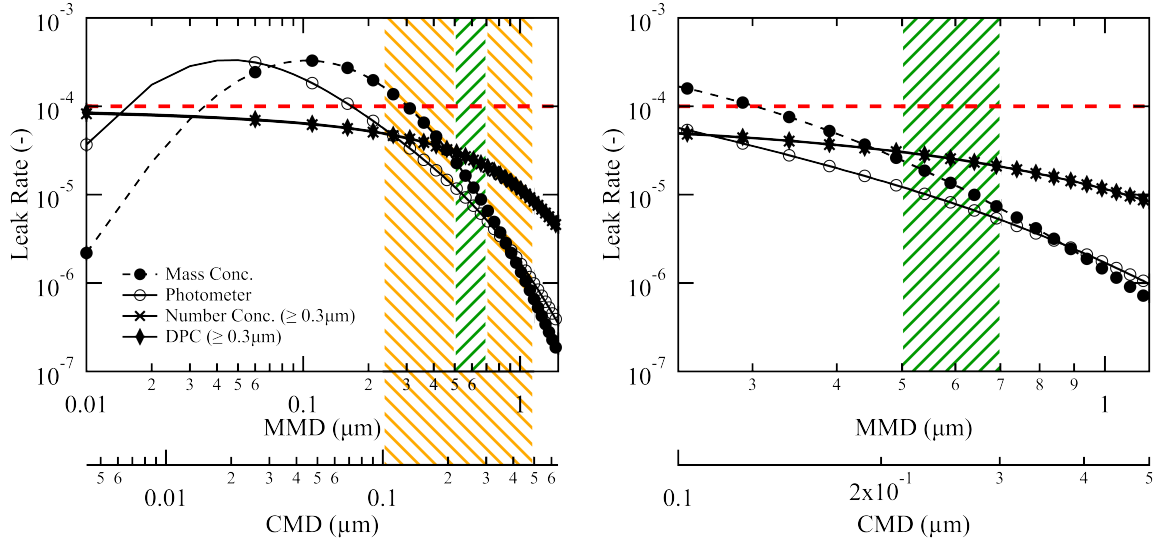 10⁻³
10⁻⁴
10⁻⁵
10⁻⁶
10⁻⁷
Leak Rate (-)
Mass Conc.
Photometer
Number Conc. (≥ 0.3µm)
DPC (≥ 0.3µm)
2 3 4 5 6 2 3 4 5 6
0.01 0.1 1
MMD (µm)
5 6 2 3 4 5 6 2 3 4 5 6
0.01 0.1
CMD (µm)
10⁻³
10⁻⁴
10⁻⁵
10⁻⁶
10⁻⁷
Leak Rate (-)
3 4 5 6 7 8 9
1
MMD (µm)
3 4 5
0.1 2x10⁻¹
CMD (µm)